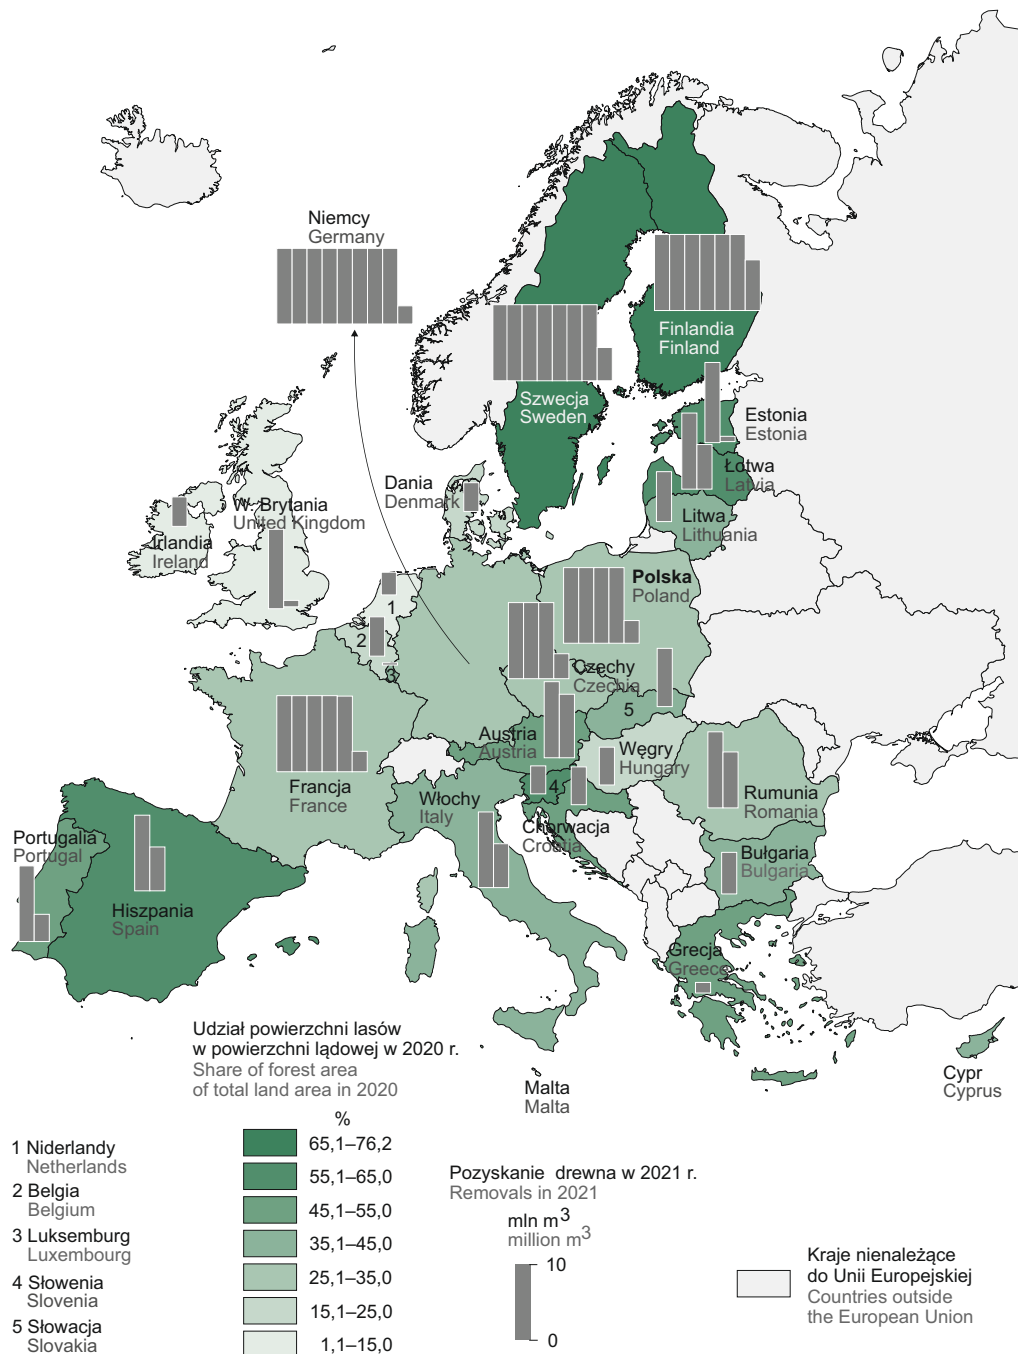 Niemcy
Germany
Finlandia
Finland
Szwecja
Sweden
Estonia
Estonia
Łotwa
Latvia
Dania
Denmark
W. Brytania
United Kingdom
Irlandia
Ireland
Litwa
Lithuania
Polska
Poland
1
2
3
Czechy
Czechia
5
Austria
Austria
Węgry
Hungary
Francja
France
4
Rumunia
Romania
Włochy
Italy
Chorwacja
Croatia
Portugalia
Portugal
Bułgaria
Bulgaria
Hiszpania
Spain
Grecja
Greece
Malta
Malta
Cypr
Cyprus
Udział powierzchni lasów
w powierzchni lądowej w 2020 r.
Share of forest area
of total land area in 2020
%
65,1–76,2
55,1–65,0
45,1–55,0
35,1–45,0
25,1–35,0
15,1–25,0
1,1–15,0
1 Niderlandy
Netherlands
2 Belgia
Belgium
3 Luksemburg
Luxembourg
4 Słowenia
Slovenia
5 Słowacja
Slovakia
Pozyskanie drewna w 2021 r.
Removals in 2021
mln m³
million m³
10
0
Kraje nienależące
do Unii Europejskiej
Countries outside
the European Union